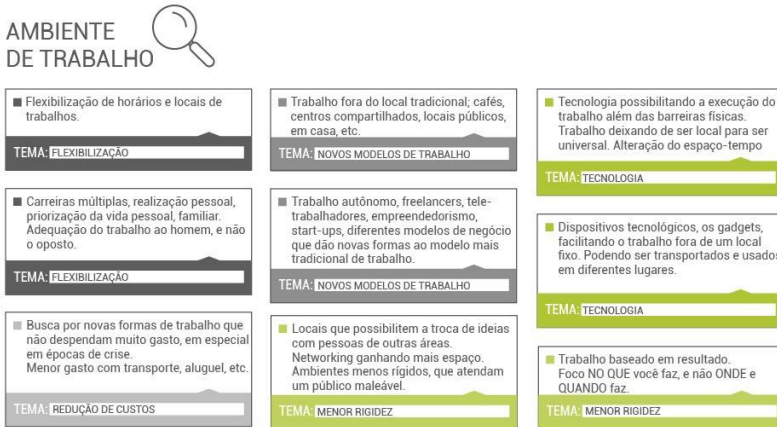 AMBIENTE
DE TRABALHO
Flexibilização de horários e locais de
trabalhos.
TEMA: FLEXIBILIZAÇÃO
Carreiras múltiplas, realização pessoal,
priorização da vida pessoal, familiar.
Adequação do trabalho ao homem, e não
o oposto.
TEMA: FLEXIBILIZAÇÃO
Busca por novas formas de trabalho que
não despendam muito gasto, em especial
em épocas de crise.
Menor gasto com transporte, aluguel, etc.
TEMA: REDUÇÃO DE CUSTOS
Trabalho fora do local tradicional; cafés,
centros compartilhados, locais públicos,
em casa, etc.
TEMA: NOVOS MODELOS DE TRABALHO
Trabalho autônomo, freelancers, tele-
trabalhadores, empreendedorismo,
start-ups, diferentes modelos de negócio
que dão novas formas ao modelo mais
tradicional de trabalho.
TEMA: NOVOS MODELOS DE TRABALHO
Locais que possibilitem a troca de ideias
com pessoas de outras áreas.
Networking ganhando mais espaço.
Ambientes menos rígidos, que atendam
um público maleável.
TEMA: MENOR RIGIDEZ
Tecnologia possibilitando a execução do
trabalho além das barreiras físicas.
Trabalho deixando de ser local para ser
universal. Alteração do espaço-tempo
TEMA: TECNOLOGIA
Dispositivos tecnológicos, os gadgets,
facilitando o trabalho fora de um local
fixo. Podendo ser transportados e usados
em diferentes lugares.
TEMA: TECNOLOGIA
Trabalho baseado em resultado.
Foco NO QUE você faz, e não ONDE e
QUANDO faz.
TEMA: MENOR RIGIDEZ